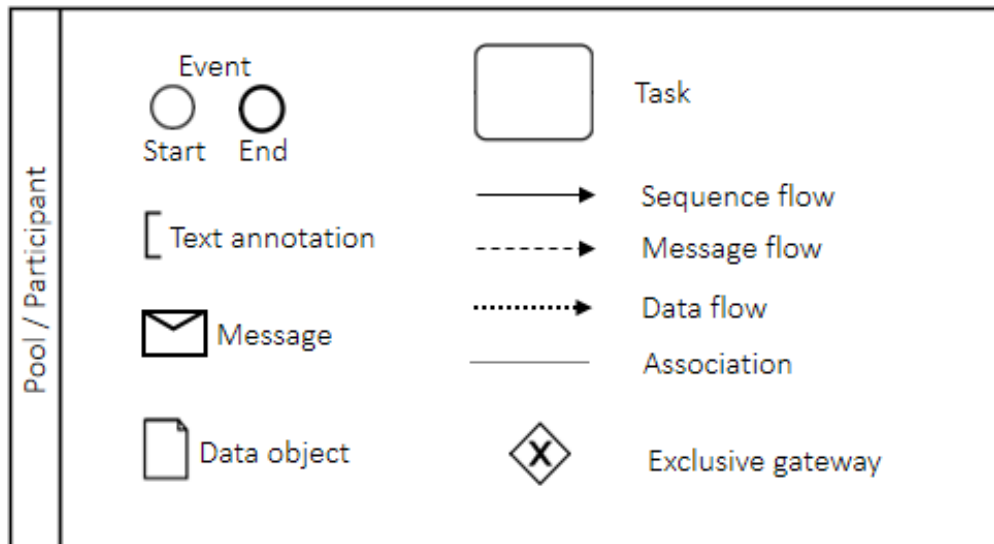 Pool / Participant
Event
Start End
Text annotation
Message
Data object
Task
Sequence flow
Message flow
Data flow
Association
X
Exclusive gateway